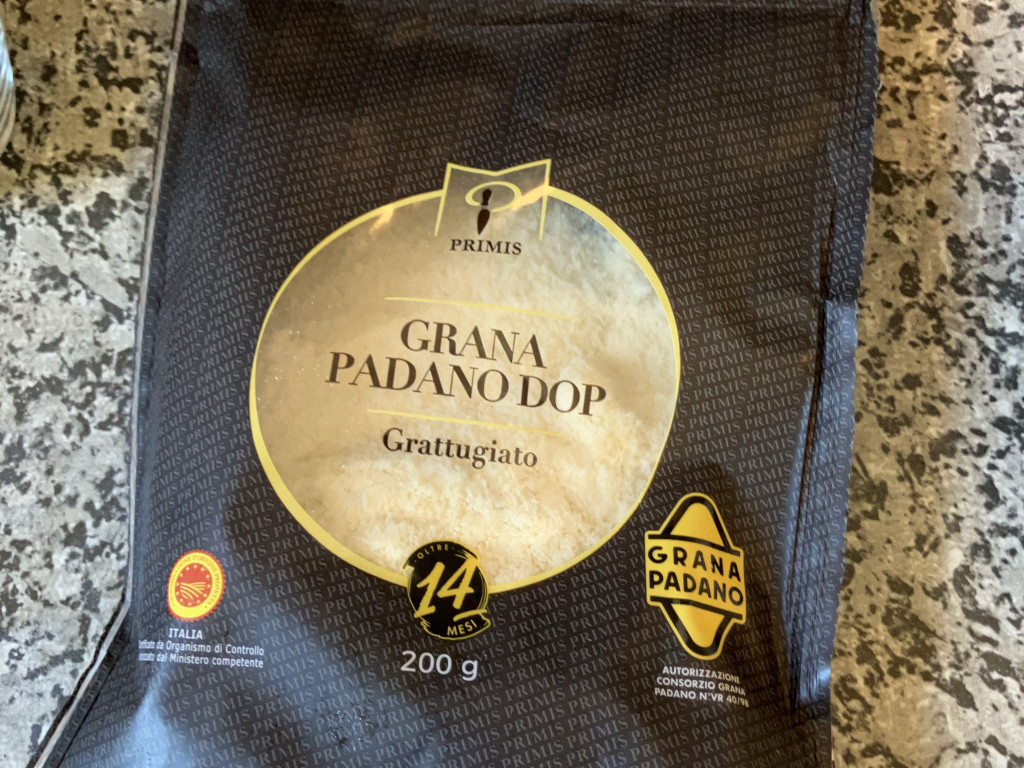 PRIMIS
GRANA
PADANO DOP
Grattugiato
OLTRE
14
MESI
200 g
GRANA
PADANO
AUTORIZZAZIONE
CONSORZIO GRANA
PADANO N°VR 40/98
ITALIA
da Organismo di Controllo
dal Ministero competente